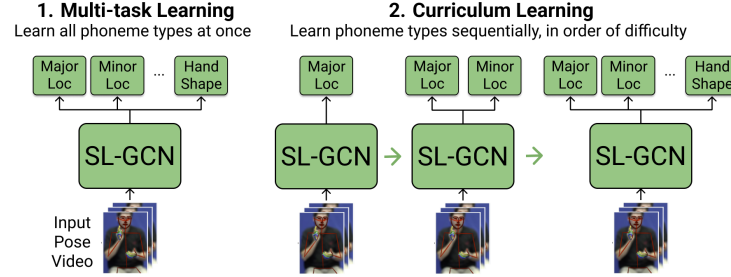 1. Multi-task Learning
Learn all phoneme types at once
Major Loc
Minor Loc
...
Hand Shape
SL-GCN
Input Pose Video
2. Curriculum Learning
Learn phoneme types sequentially, in order of difficulty
Major Loc
SL-GCN
Major Loc
Minor Loc
SL-GCN
Major Loc
Minor Loc
...
Hand Shape
SL-GCN